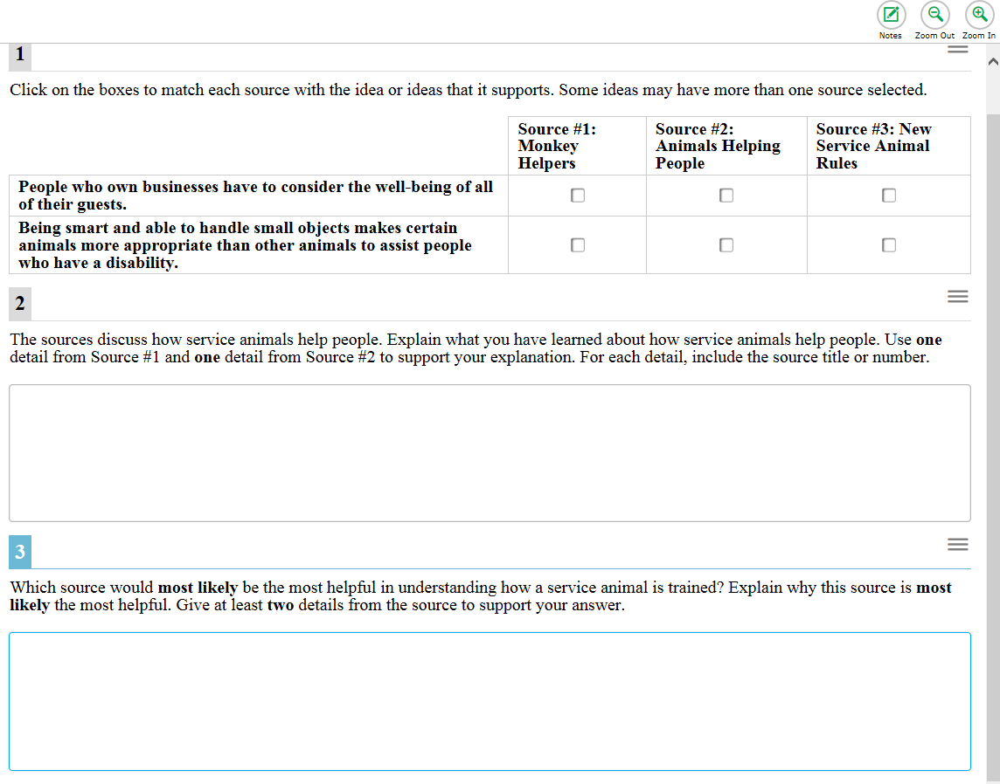 Notes Zoom Out Zoom In
1
Click on the boxes to match each source with the idea or ideas that it supports. Some ideas may have more than one source selected.
Source #1: Monkey Helpers
Source #2: Animals Helping People
Source #3: New Service Animal Rules
People who own businesses have to consider the well-being of all
of their guests.
Being smart and able to handle small objects makes certain
animals more appropriate than other animals to assist people
who have a disability.
2
The sources discuss how service animals help people. Explain what you have learned about how service animals help people. Use one
detail from Source #1 and one detail from Source #2 to support your explanation. For each detail, include the source title or number.
3
Which source would most likely be the most helpful in understanding how a service animal is trained? Explain why this source is most
likely the most helpful. Give at least two details from the source to support your answer.